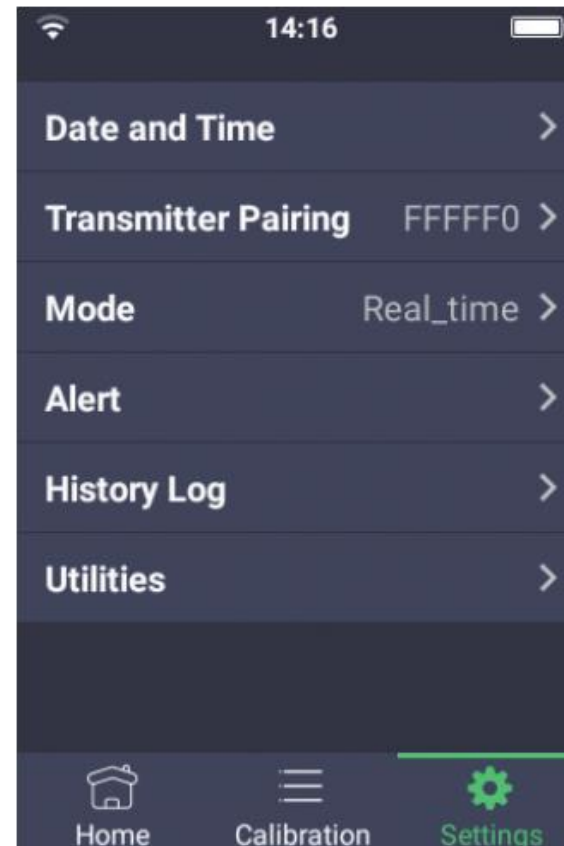 14:16
Date and Time
Transmitter Pairing FFFFF0
Mode Real_time
Alert
History Log
Utilities
Home Calibration Settings